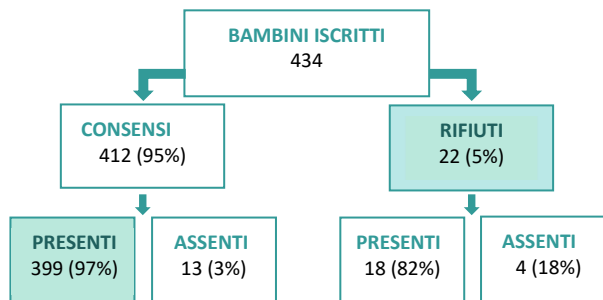 BAMBINI ISCRITTI
434
CONSENSI
412 (95%)
RIFIUTI
22 (5%)
PRESENTI
399 (97%)
ASSENTI
13 (3%)
PRESENTI
18 (82%)
ASSENTI
4 (18%)